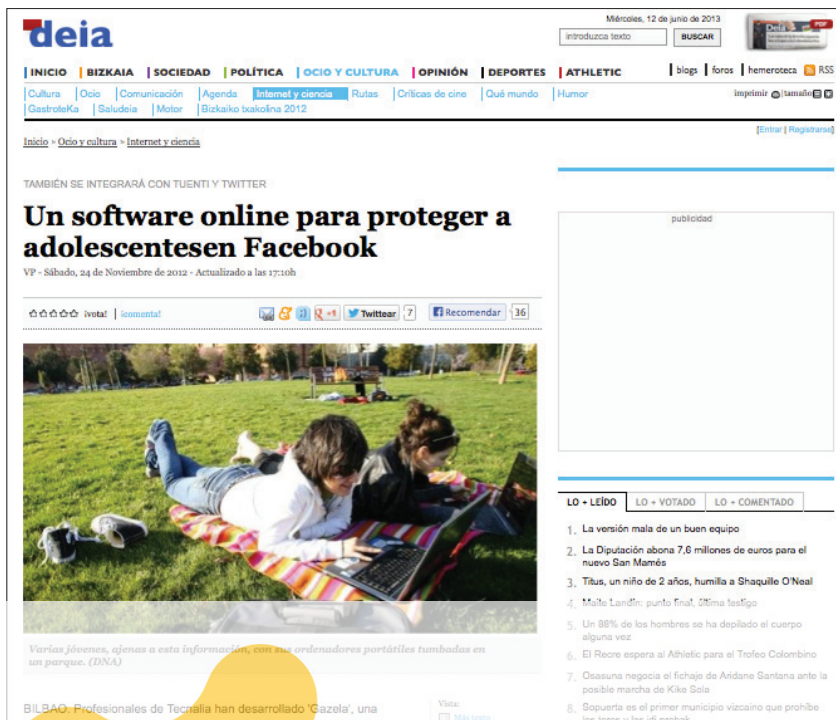 deia
Miércoles, 12 de junio de 2013
introduzca texto
BUSCAR
Deia
PDF
INICIO
BIZKAIA
SOCIEDAD
POLÍTICA
OCIO Y CULTURA
OPINIÓN
DEPORTES
ATHLETIC
blogs
foros
hemeroteca
RSS
Cultura
Ocio
Comunicación
Agenda
Internet y ciencia
Rutas
Críticas de cine
Qué mundo
Humor
imprimir
tamaño
GastroteKa
Saludeia
Motor
Bizkaiko txakolina 2012
[Entrar | Registrarse]
Inicio » Ocio y cultura » Internet y ciencia
TAMBIÉN SE INTEGRARÁ CON TUENTI Y TWITTER
Un software online para proteger a
adolescentesen Facebook
VP - Sábado, 24 de Noviembre de 2012 - Actualizado a las 17:10h
¡vota! | ¡comenta!
+1
Twittear
7
Recomendar
36
publicidad
Varias jóvenes, ajenas a esta información, con sus ordenadores portátiles tumbadas en
un parque. (DNA)
BILBAO. Profesionales de Tecnalia han desarrollado 'Gazela', una
Vista:
Más texto
LO + LEÍDO
LO + VOTADO
LO + COMENTADO
1. La versión mala de un buen equipo
2. La Diputación abona 7,6 millones de euros para el
nuevo San Mamés
3. Titus, un niño de 2 años, humilla a Shaquille O'Neal
4. Maite Landín: punto final, última testigo
5. Un 88% de los hombres se ha depilado el cuerpo
alguna vez
6. El Recre espera al Athletic para el Trofeo Colombino
7. Osasuna negocia el fichaje de Aridane Santana ante la
posible marcha de Kike Sola
8. Sopuerta es el primer municipio vizcaino que prohíbe